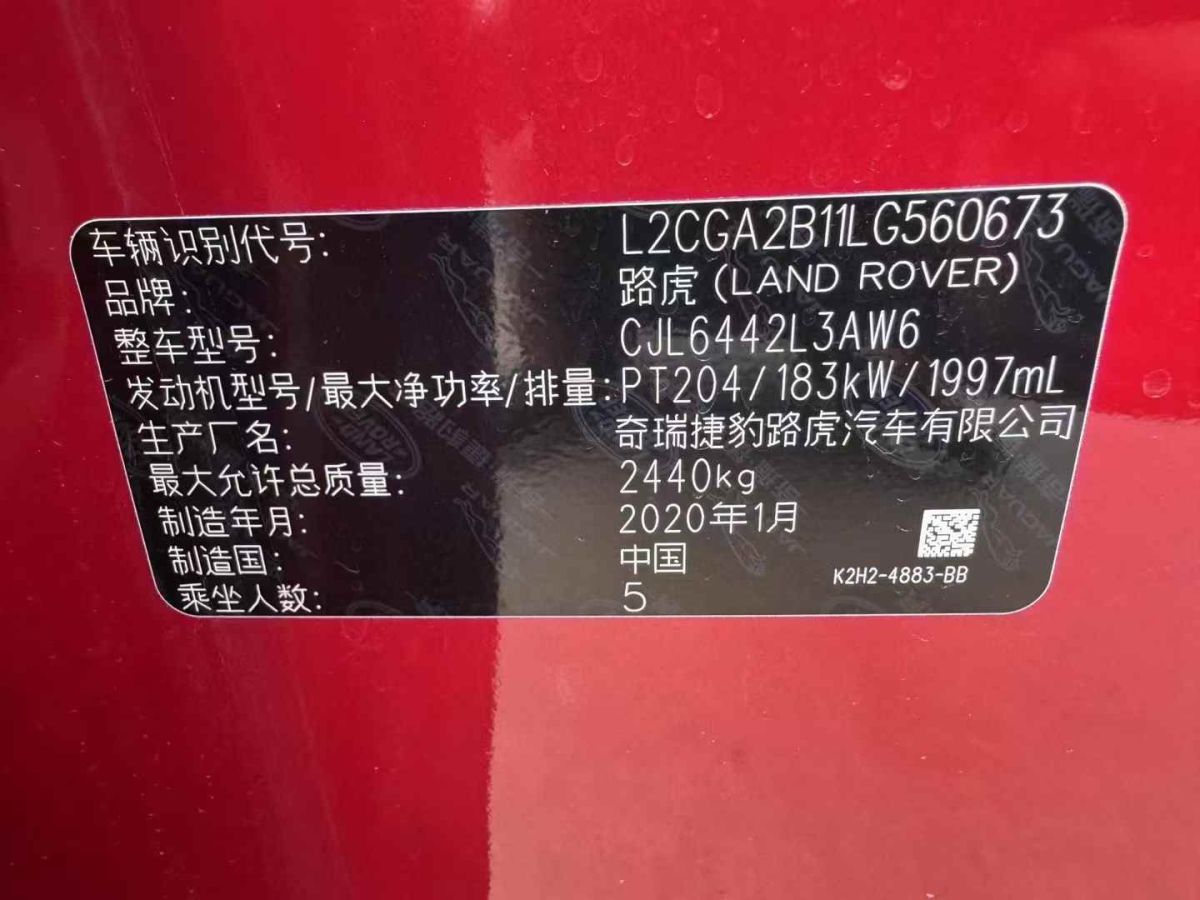 车辆识别代号: L2CGA2B11LG560673
品牌: 路虎 (LAND ROVER)
整车型号: CJL6442L3AW6
发动机型号/最大净功率/排量: PT204/183kW/1997mL
生产厂名: 奇瑞捷豹路虎汽车有限公司
最大允许总质量: 2440kg
制造年月: 2020年1月
制造国: 中国
乘坐人数: 5
K2H2-4883-BB